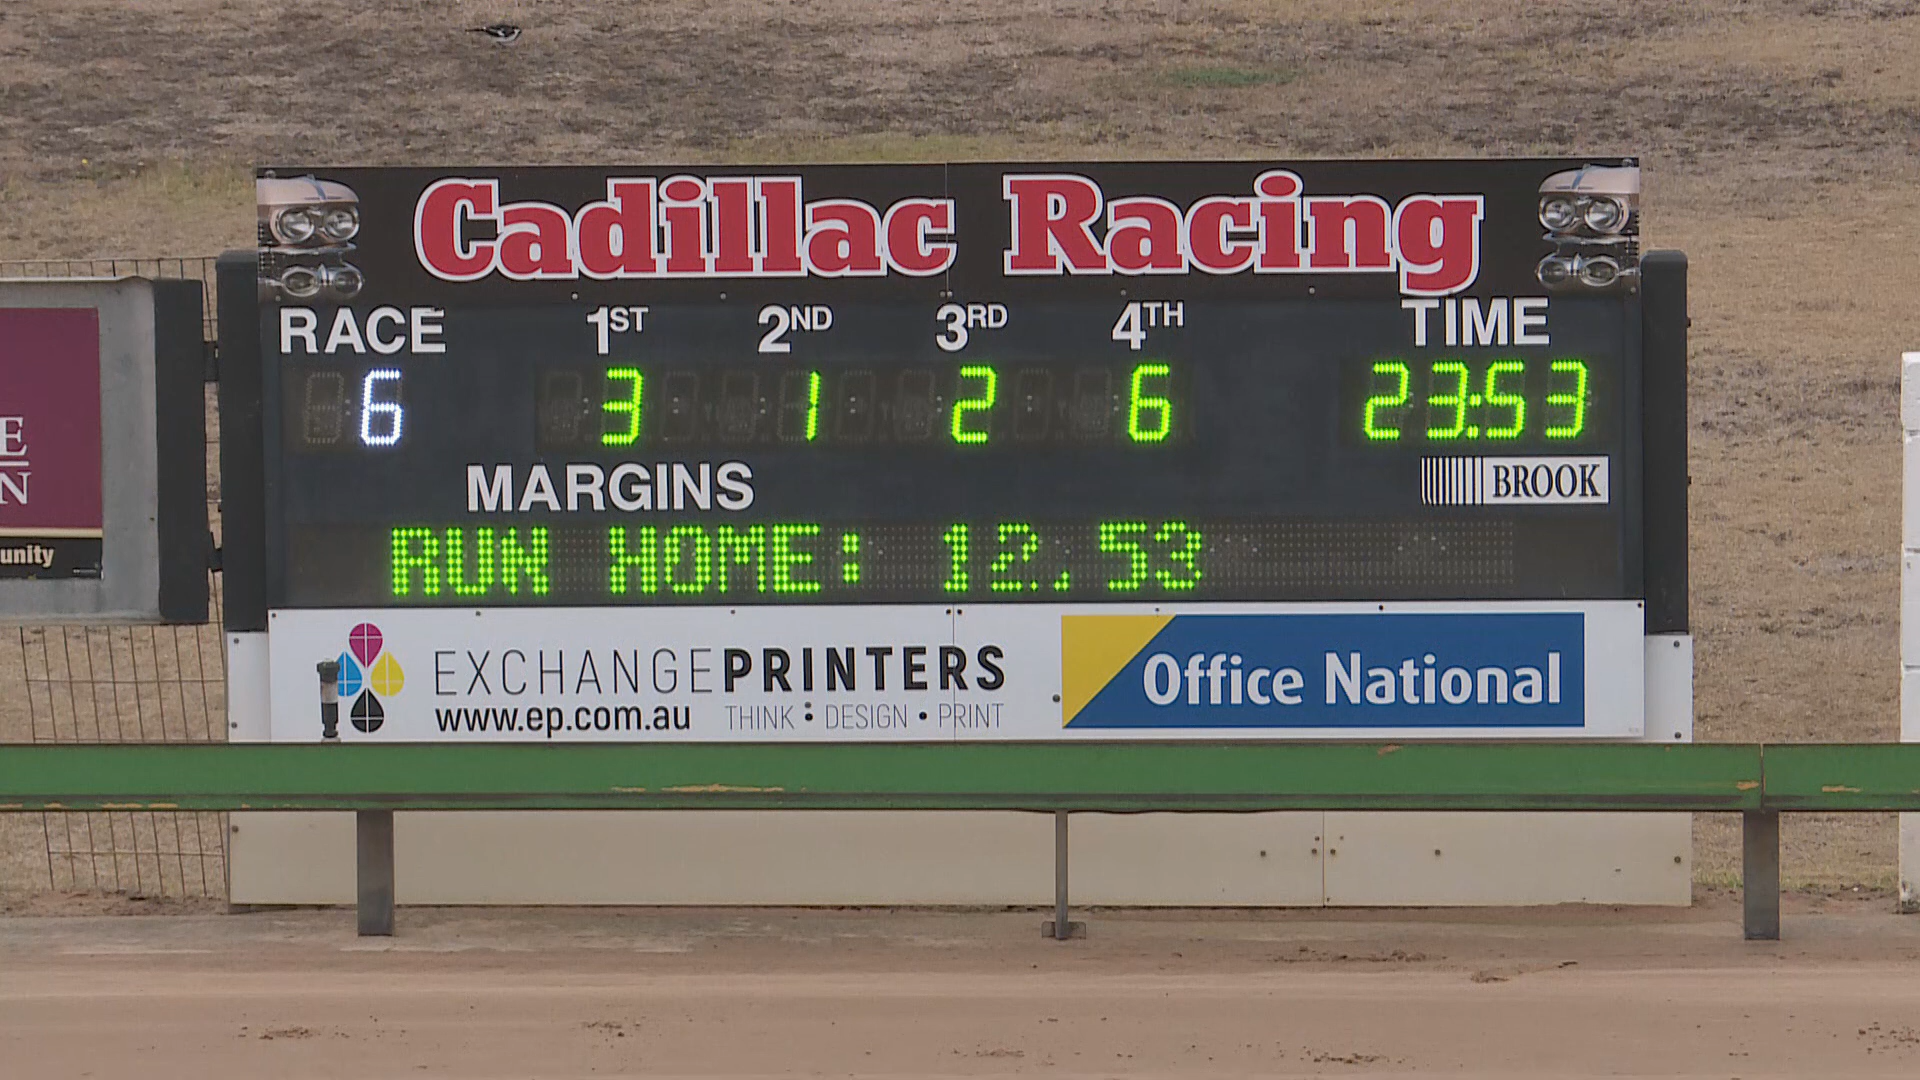 Cadillac Racing
RACE 1ST 2ND 3RD 4TH TIME
6 3 1 2 6 23:53
MARGINS
BROOK
RUN HOME: 12.53
E
N
unity
EXCHANGEPRINTERS
www.ep.com.au THINK • DESIGN • PRINT
Office National